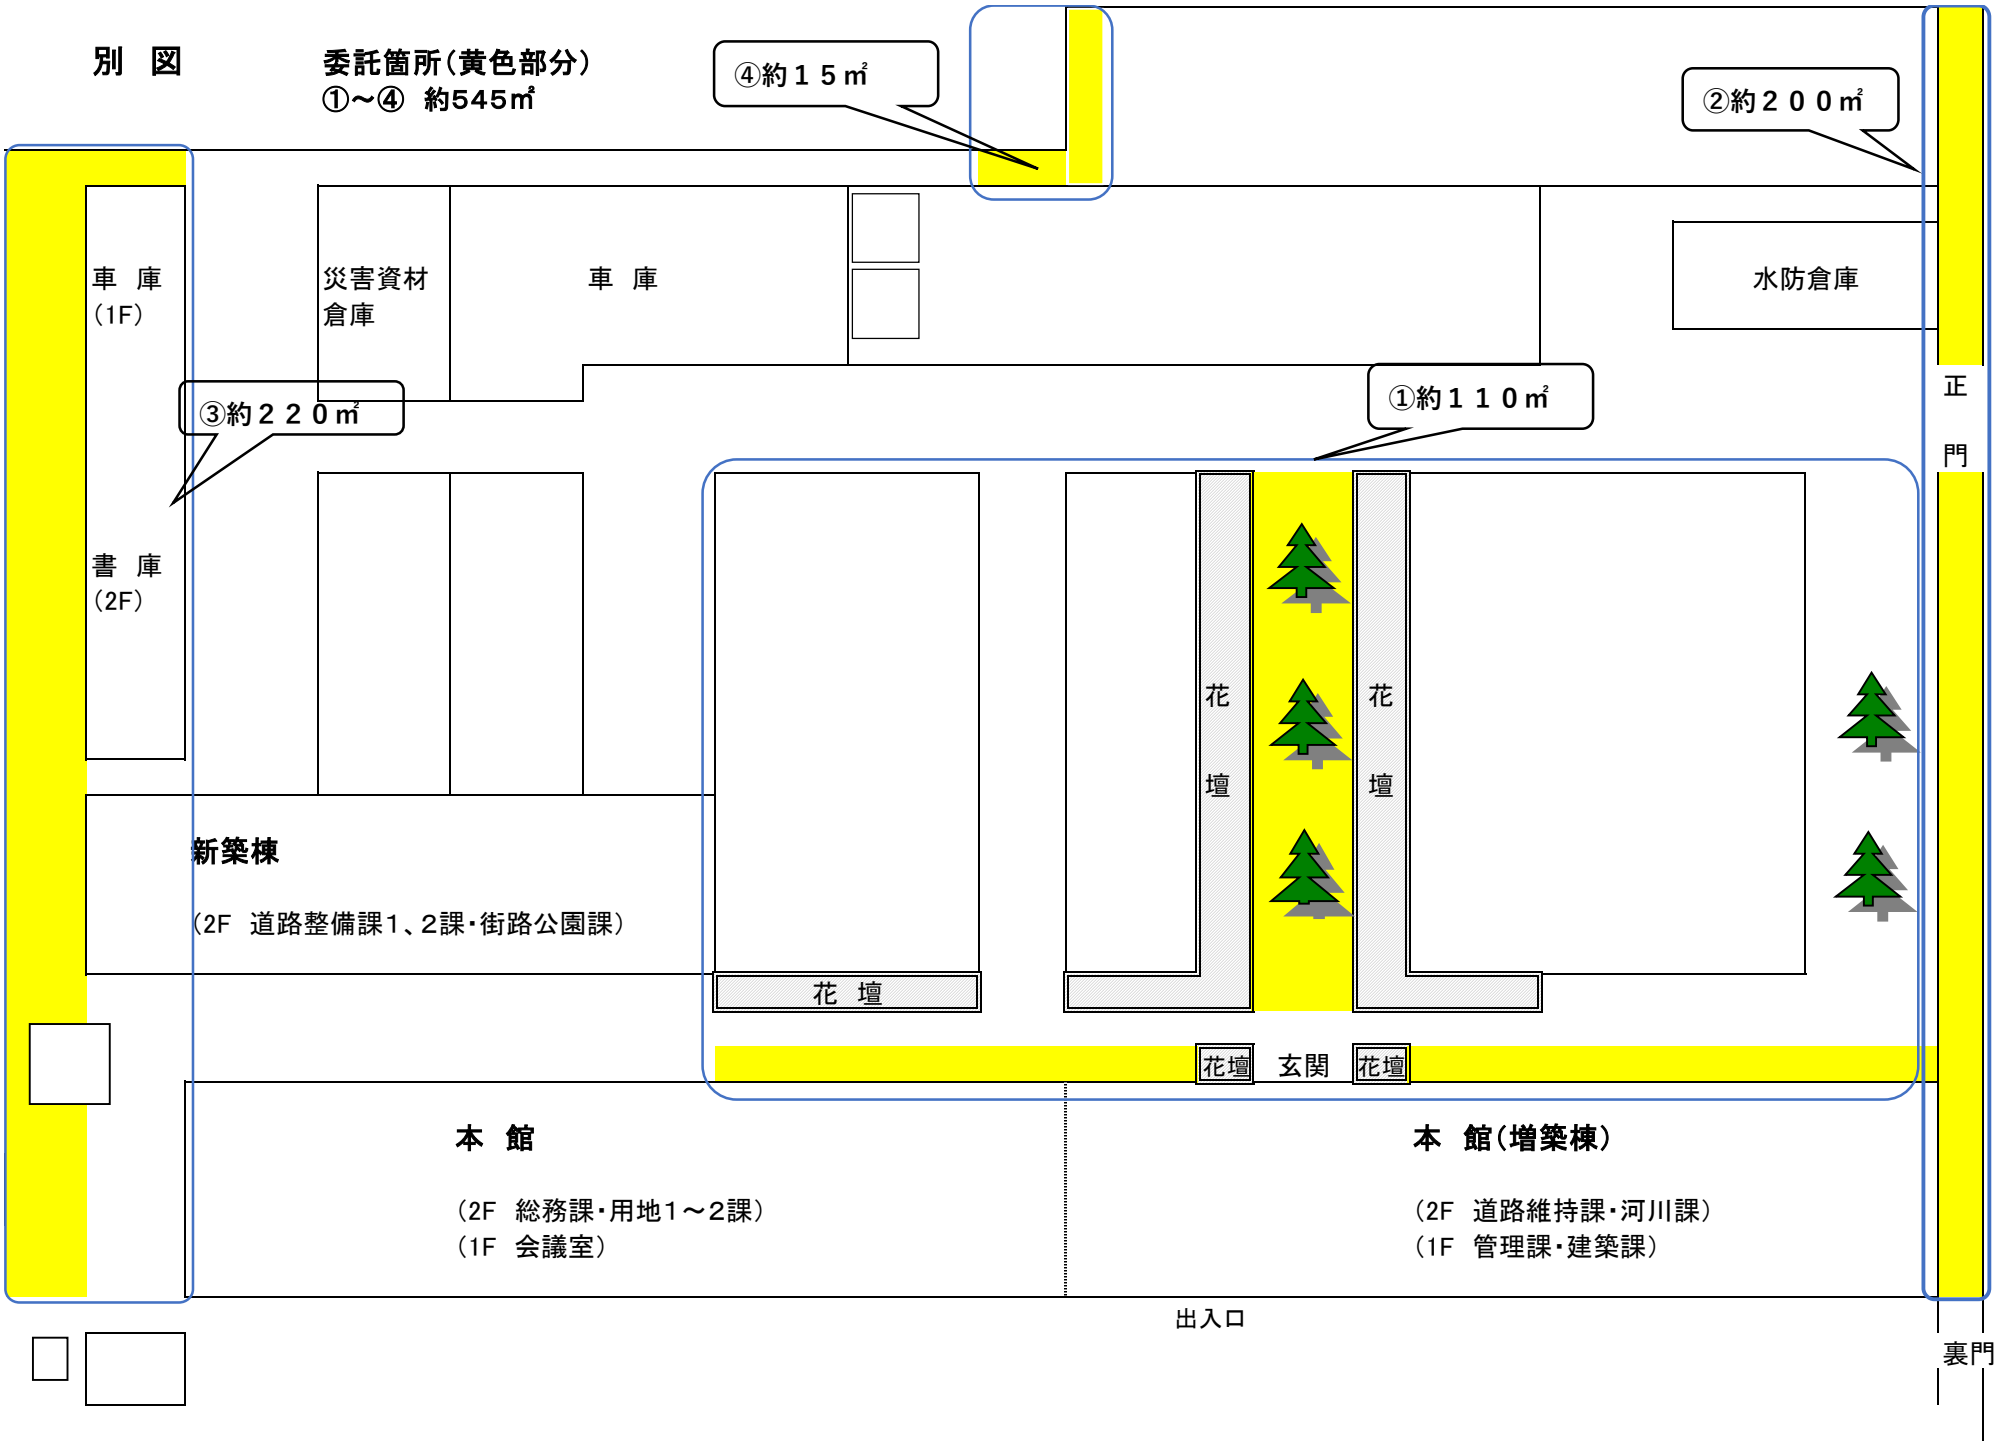 別　図
委託箇所（黄色部分）
①～④　約545㎡
④約１５㎡
②約２００㎡
車　庫
（1F）
災害資材
倉庫
車　庫
水防倉庫
③約２２０㎡
①約１１０㎡
正
門
書　庫
（2F）
花
壇
花
壇
新築棟
（2F　道路整備課１、２課・街路公園課）
花　壇
花壇
玄関
花壇
本　館
（2F　総務課・用地１～２課）
（1F　会議室）
本　館（増築棟）
（2F　道路維持課・河川課）
（1F　管理課・建築課）
出入口
裏門